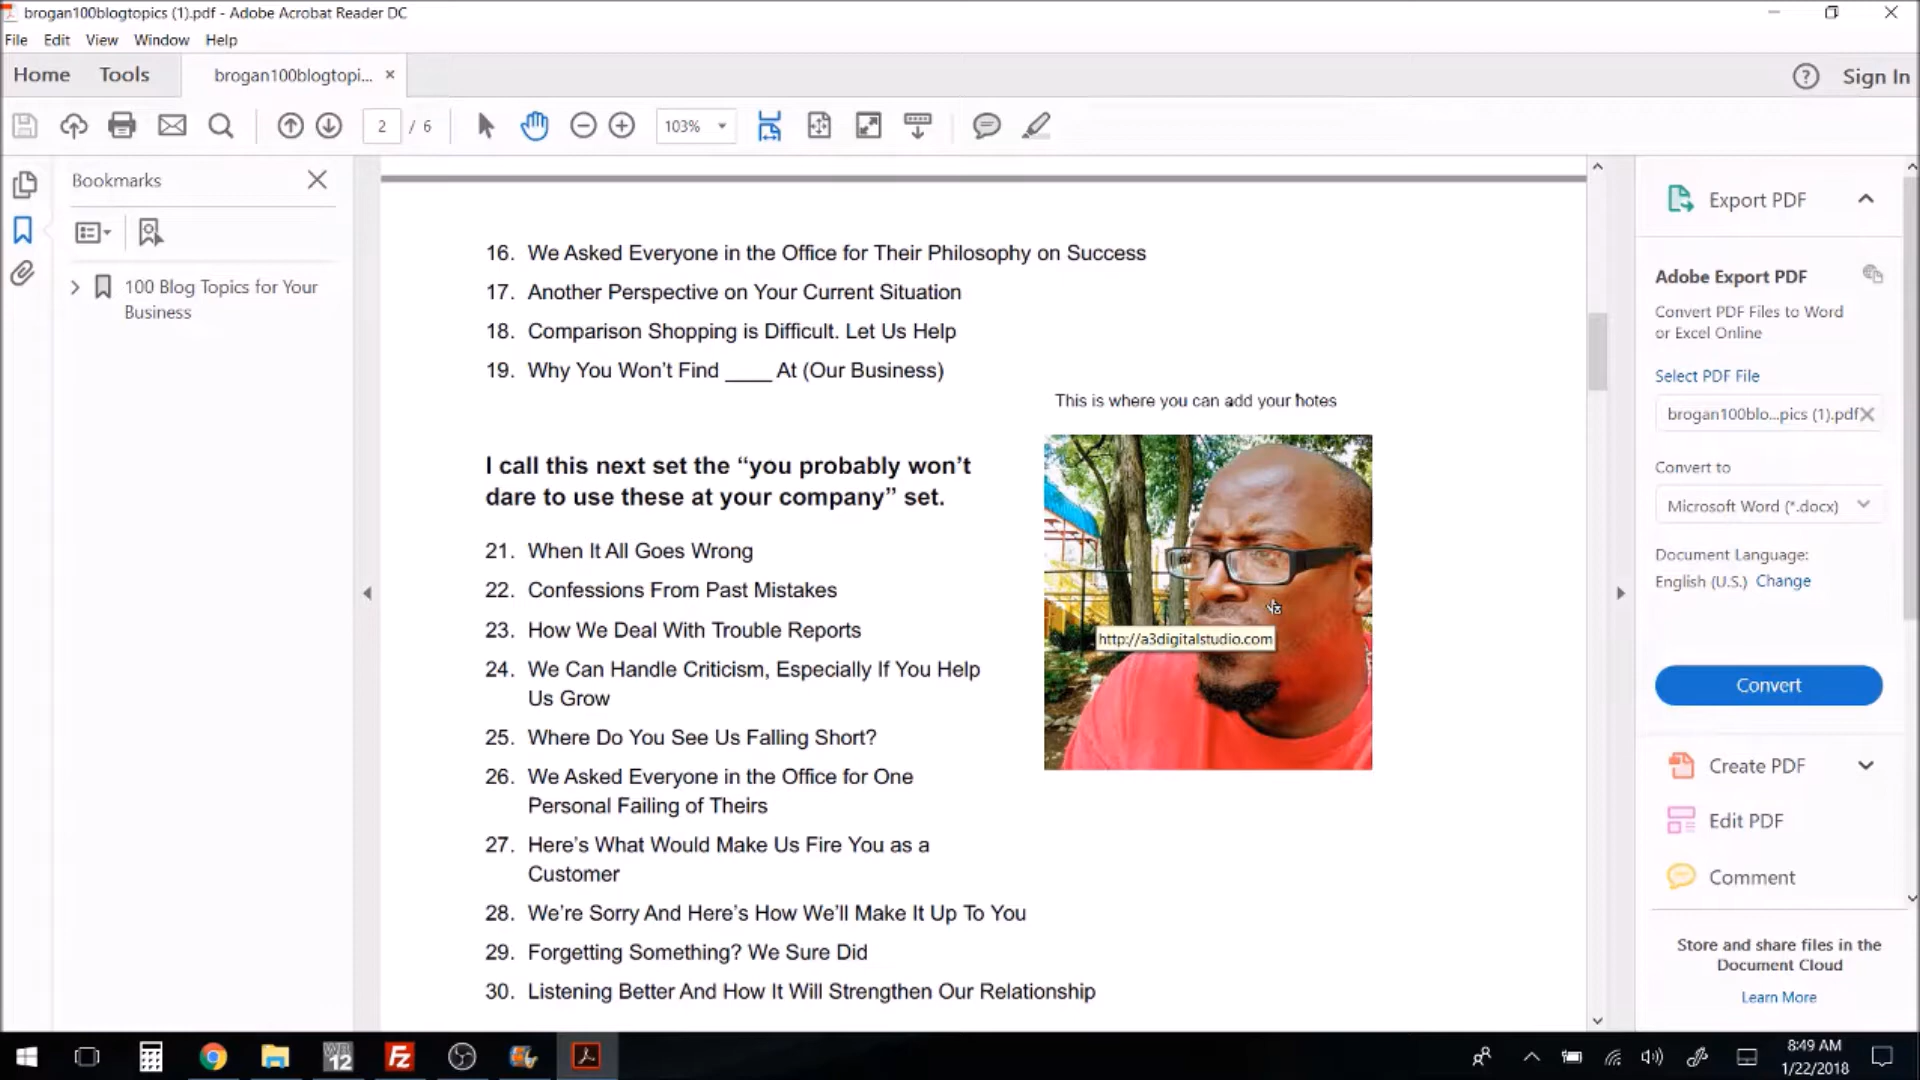 brogan100blogtopics (1).pdf - Adobe Acrobat Reader DC
File Edit View Window Help
Home Tools brogan100blogtopi... × ? Sign In
2 / 6 103%
Bookmarks
100 Blog Topics for Your
Business
16. We Asked Everyone in the Office for Their Philosophy on Success
17. Another Perspective on Your Current Situation
18. Comparison Shopping is Difficult. Let Us Help
19. Why You Won’t Find ____ At (Our Business)
This is where you can add your notes
I call this next set the “you probably won’t
dare to use these at your company” set.
21. When It All Goes Wrong
22. Confessions From Past Mistakes
23. How We Deal With Trouble Reports
24. We Can Handle Criticism, Especially If You Help
Us Grow
25. Where Do You See Us Falling Short?
26. We Asked Everyone in the Office for One
Personal Failing of Theirs
27. Here’s What Would Make Us Fire You as a
Customer
28. We’re Sorry And Here’s How We’ll Make It Up To You
29. Forgetting Something? We Sure Did
30. Listening Better And How It Will Strengthen Our Relationship
http://a3digitalstudio.com
Export PDF
Adobe Export PDF
Convert PDF Files to Word
or Excel Online
Select PDF File
brogan100blo...pics (1).pdf
Convert to
Microsoft Word (*.docx)
Document Language:
English (U.S.) Change
Convert
Create PDF
Edit PDF
Comment
Store and share files in the
Document Cloud
Learn More
12
Fz
8:49 AM
1/22/2018